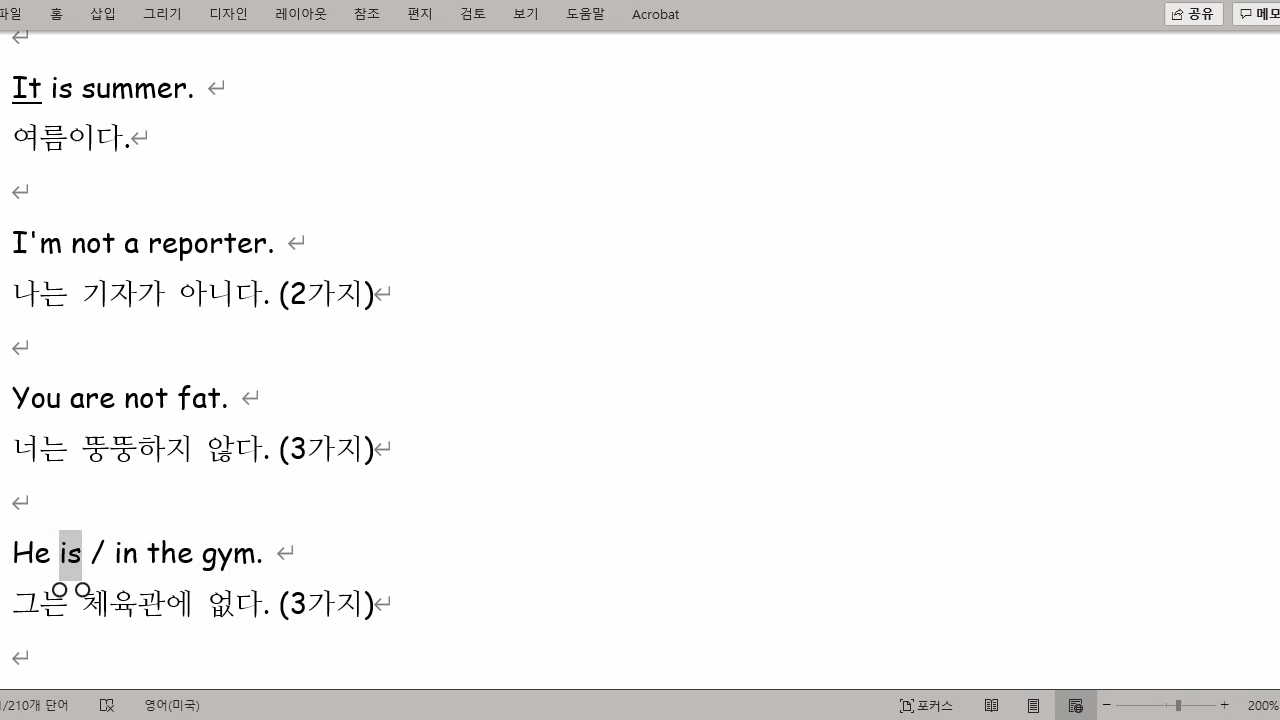 파일 홈 삽입 그리기 디자인 레이아웃 참조 편지 검토 보기 도움말 Acrobat 공유 메모
It is summer.
여름이다.
I'm not a reporter.
나는 기자가 아니다. (2가지)
You are not fat.
너는 뚱뚱하지 않다. (3가지)
He is / in the gym.
그는 체육관에 없다. (3가지)
/210개 단어 영어(미국) 포커스 200%